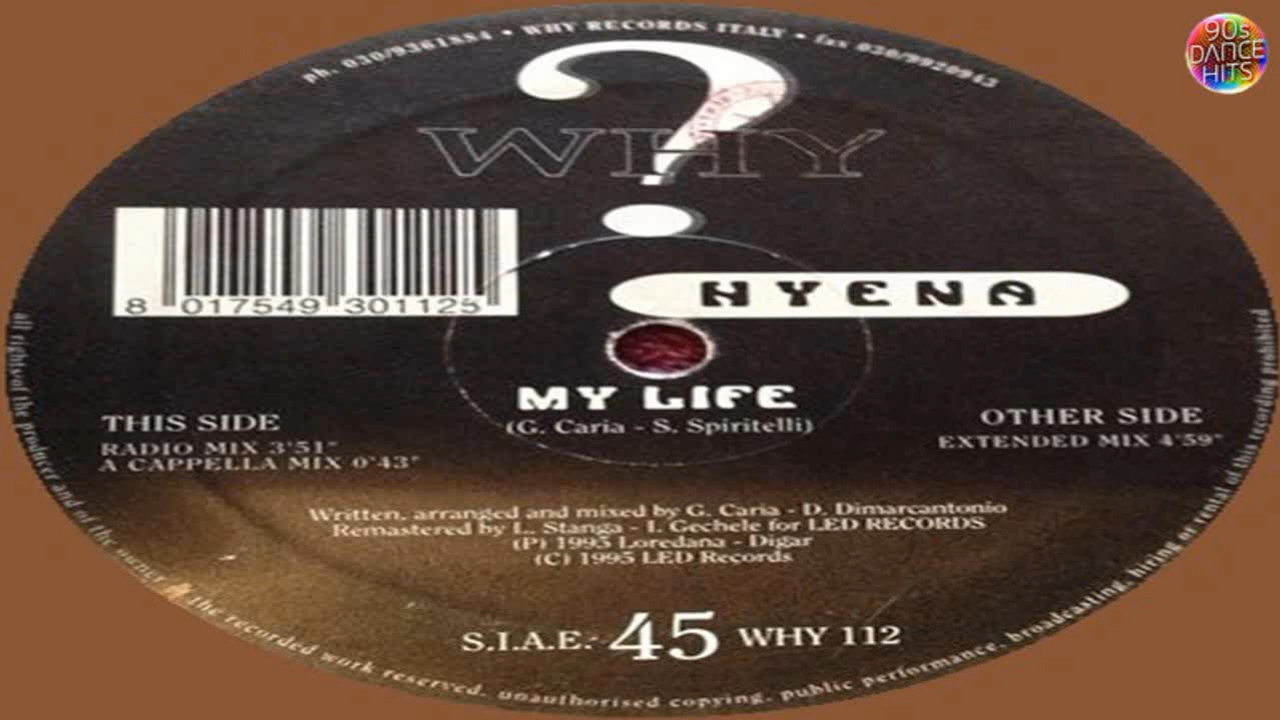 ph. 030/9361884 • WHY RECORDS ITALY • fax 030/9920943
90s
DANCE
HITS
WHY
?
8 017549 301125
HYENA
MY LIFE
(G. Caria - S. Spiritelli)
THIS SIDE
RADIO MIX 3'51"
A CAPPELLA MIX 0'43"
OTHER SIDE
EXTENDED MIX 4'59"
Written, arranged and mixed by G. Caria - D. Dimarcantonio
Remastered by L. Stanga - I. Gechele for LED RECORDS
(P) 1995 Loredana - Digar
(C) 1995 LED Records
S.I.A.E. 45 WHY 112
all rights of the producer and of the owner of the recorded work reserved. unauthorised copying, public performance, broadcasting, hiring or rental of this recording prohibited